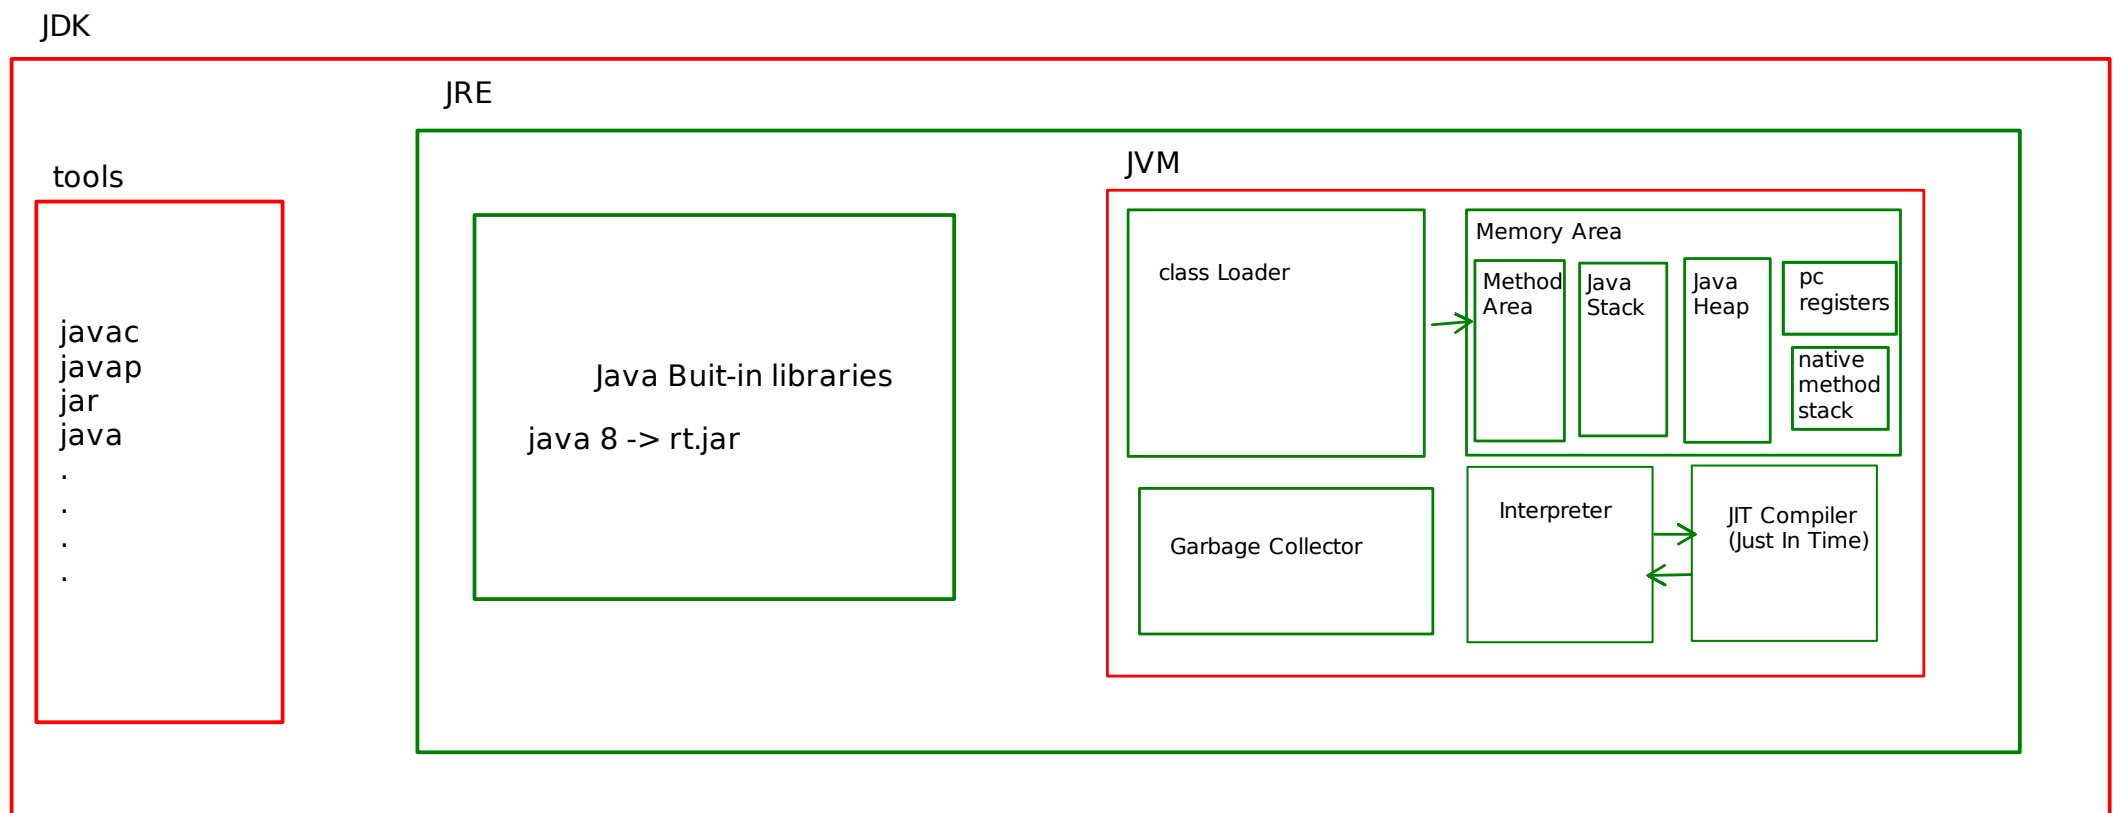 JDK
JRE
tools
javac
javap
jar
java
.
.
.
.
Java Buit-in libraries
java 8 -> rt.jar
JVM
class Loader
Memory Area
Method
Area
Java
Stack
Java
Heap
pc
registers
native
method
stack
Garbage Collector
Interpreter
JIT Compiler
(Just In Time)